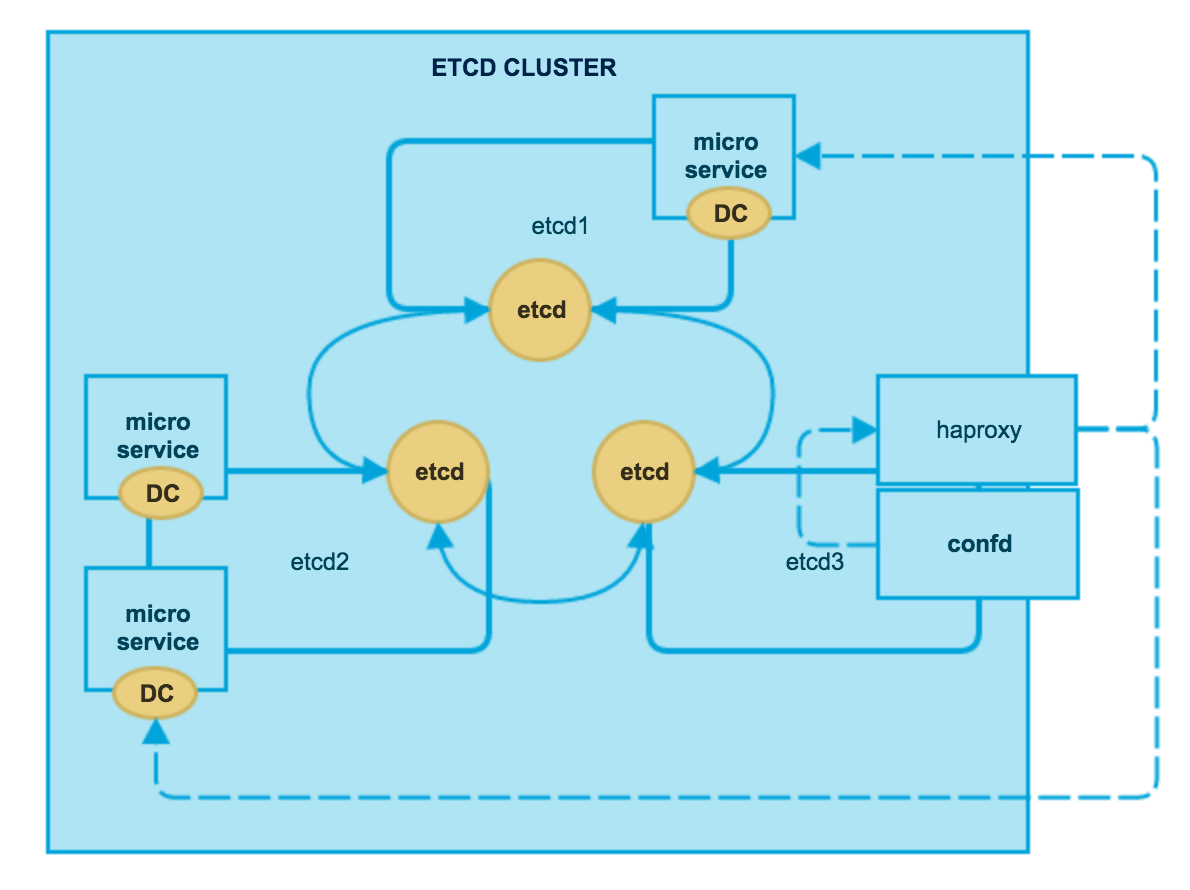 ETCD CLUSTER
micro
service
DC
etcd1
etcd
micro
service
DC
etcd
etcd
haproxy
confd
etcd2
etcd3
micro
service
DC